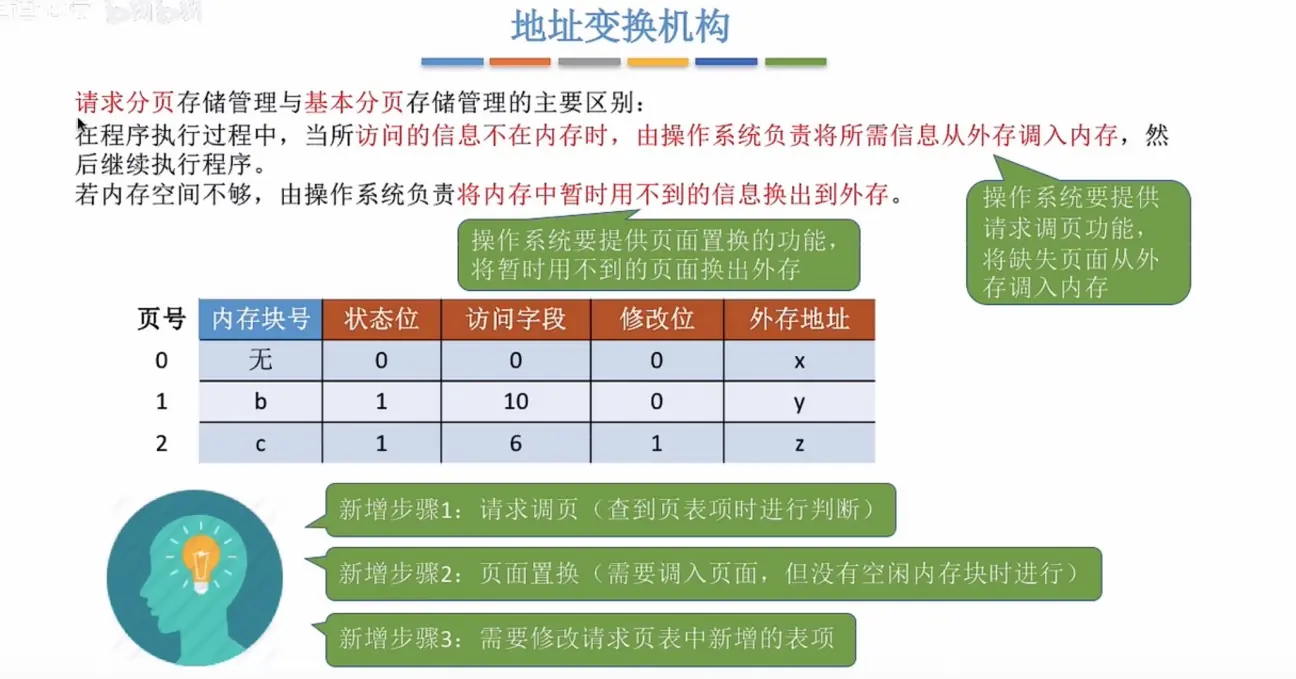 地址变换机构
请求分页存储管理与基本分页存储管理的主要区别：
在程序执行过程中，当所访问的信息不在内存时，由操作系统负责将所需信息从外存调入内存，然
后继续执行程序。
若内存空间不够，由操作系统负责将内存中暂时用不到的信息换出到外存。
操作系统要提供
请求调页功能，
将缺失页面从外
存调入内存
操作系统要提供页面置换的功能，
将暂时用不到的页面换出外存
页号 内存块号 状态位 访问字段 修改位 外存地址
0 无 0 0 0 x
1 b 1 10 0 y
2 c 1 6 1 z
新增步骤1：请求调页（查到页表项时进行判断）
新增步骤2：页面置换（需要调入页面，但没有空闲内存块时进行）
新增步骤3：需要修改请求页表中新增的表项